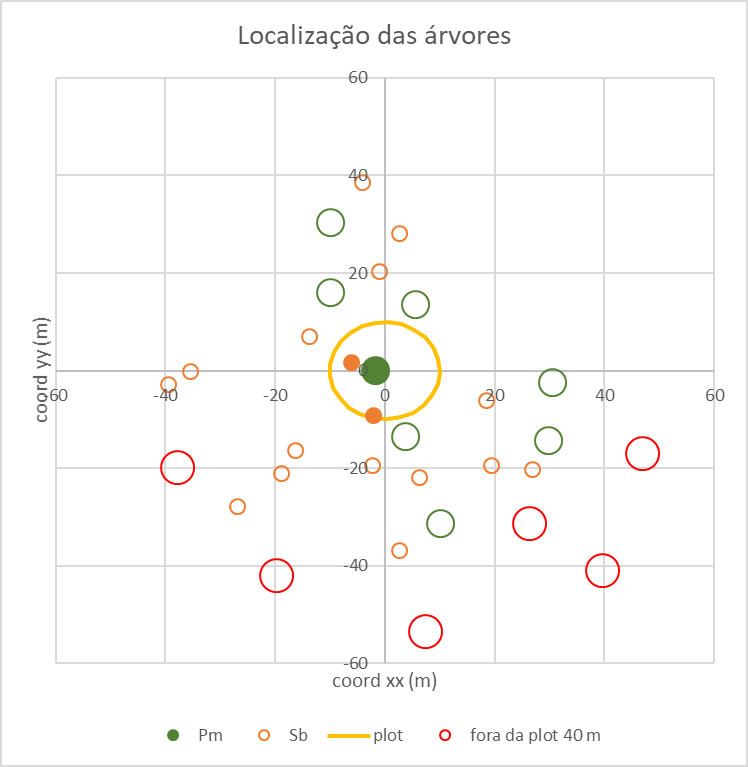 Localização das árvores
60
40
20
0
-60 -40 -20 0 20 40 60
-20
-40
-60
coord yy (m)
coord xx (m)
Pm Sb plot fora da plot 40 m